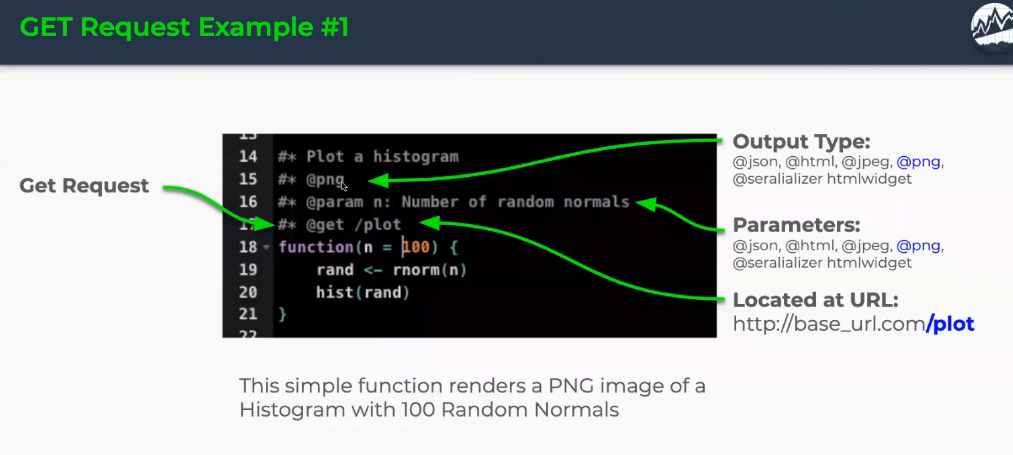 GET Request Example #1
14 #* Plot a histogram
15 #* @png
16 #* @param n: Number of random normals
17 #* @get /plot
18 function(n = 100) {
19 rand <- rnorm(n)
20 hist(rand)
21 }
Get Request
Output Type:
@json, @html, @jpeg, @png,
@seralializer htmlwidget
Parameters:
@json, @html, @jpeg, @png,
@seralializer htmlwidget
Located at URL:
http://base_url.com/plot
This simple function renders a PNG image of a
Histogram with 100 Random Normals